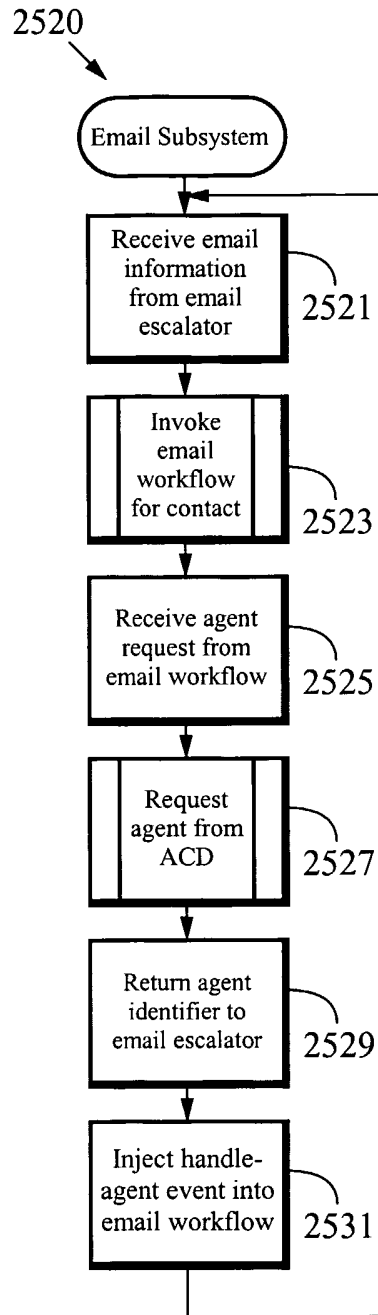 2520
Email Subsystem
Receive email
information
from email
escalator
2521
Invoke
email
workflow
for contact
2523
Receive agent
request from
email workflow
2525
Request
agent from
ACD
2527
Return agent
identifier to
email escalator
2529
Inject handle-
agent event into
email workflow
2531